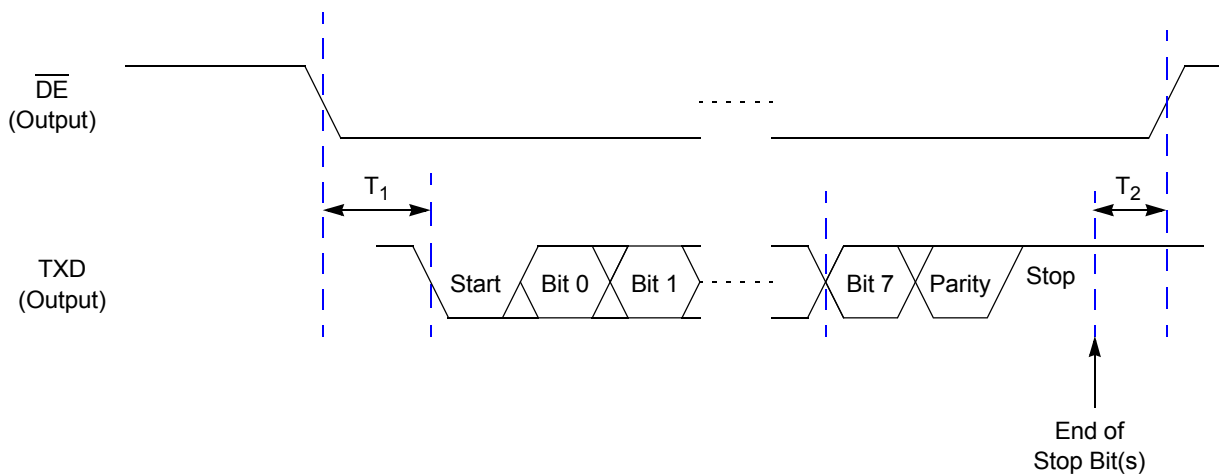 DE
(Output)
T1
T2
TXD
(Output)
Start
Bit 0
Bit 1
Bit 7
Parity
Stop
End of
Stop Bit(s)